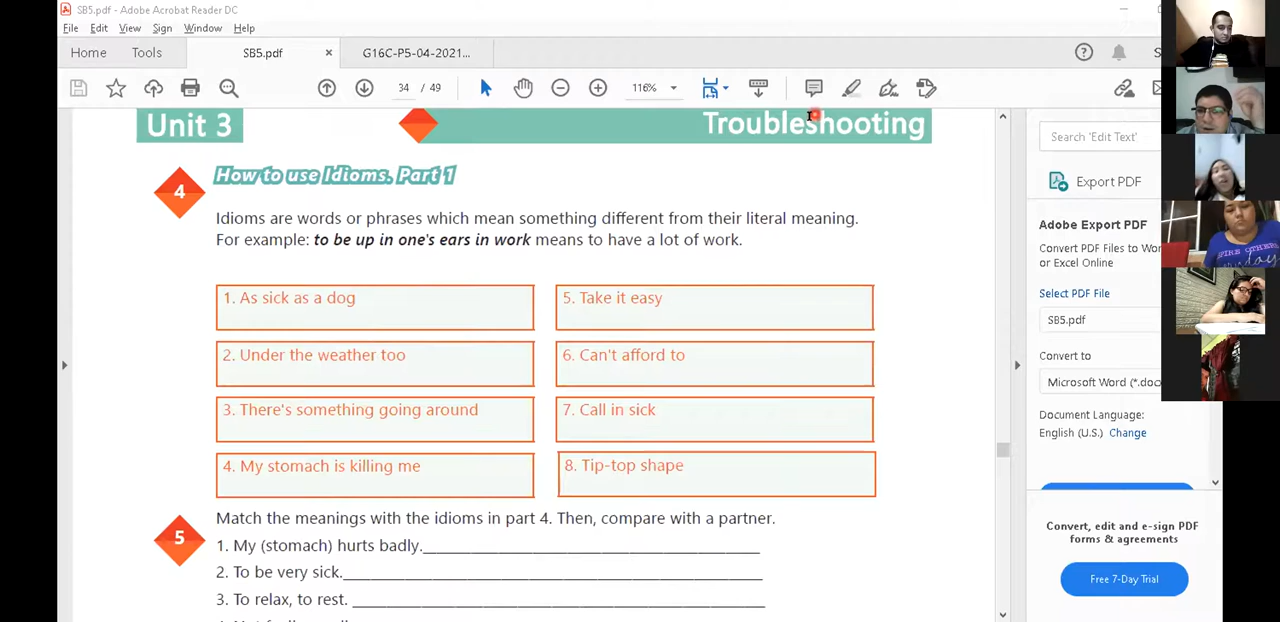 SB5.pdf - Adobe Acrobat Reader DC
File Edit View Sign Window Help
Home Tools SB5.pdf × G16C-P5-04-2021...
34 / 49 116%
Unit 3 Troubleshooting
4 How to use Idioms. Part 1
Idioms are words or phrases which mean something different from their literal meaning.
For example: to be up in one's ears in work means to have a lot of work.
1. As sick as a dog
2. Under the weather too
3. There's something going around
4. My stomach is killing me
5. Take it easy
6. Can't afford to
7. Call in sick
8. Tip-top shape
5 Match the meanings with the idioms in part 4. Then, compare with a partner.
1. My (stomach) hurts badly.
2. To be very sick.
3. To relax, to rest.
Search 'Edit Text'
Export PDF
Adobe Export PDF
Convert PDF Files to Wor
or Excel Online
Select PDF File
SB5.pdf
Convert to
Microsoft Word (*.docx
Document Language:
English (U.S.) Change
Convert, edit and e-sign PDF
forms & agreements
Free 7-Day Trial